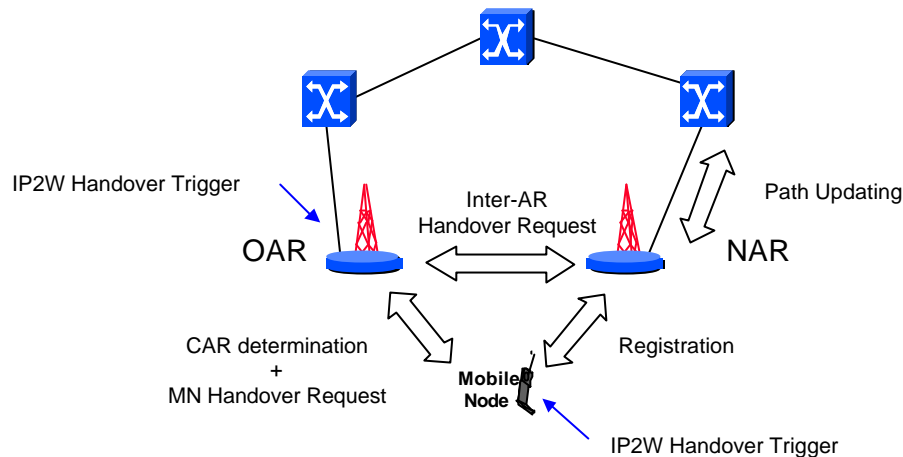 IP2W Handover Trigger
Inter-AR
Handover Request
Path Updating
OAR
NAR
CAR determination
+
MN Handover Request
Registration
Mobile
Node
IP2W Handover Trigger